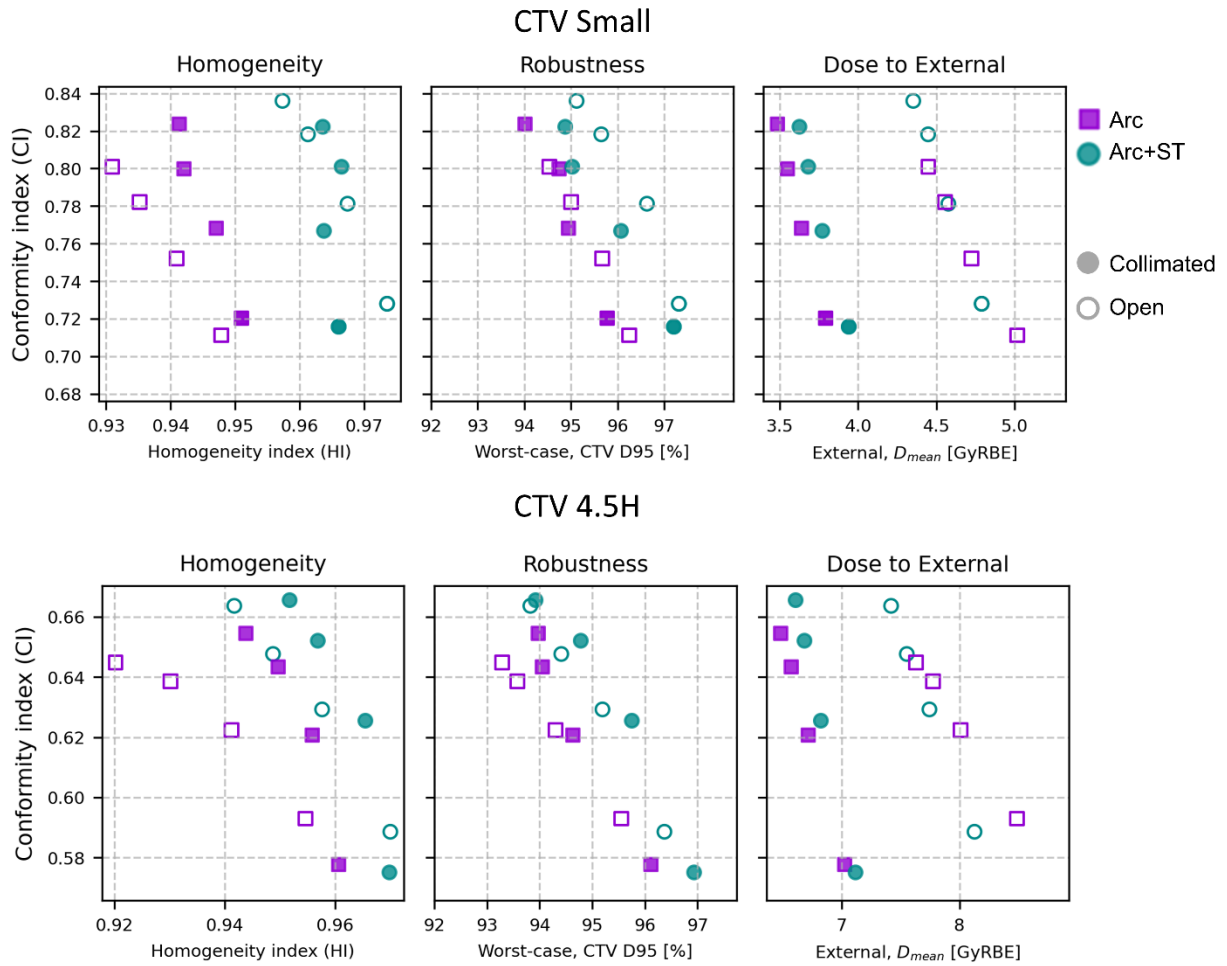 CTV Small
Homogeneity
Robustness
Dose to External
Conformity index (CI)
0.84
0.82
0.80
0.78
0.76
0.74
0.72
0.70
0.68
0.93 0.94 0.95 0.96 0.97
92 93 94 95 96 97
3.5 4.0 4.5 5.0
Homogeneity index (HI)
Worst-case, CTV D95 [%]
External, D_mean [GyRBE]
Arc
Arc+ST
Collimated
Open
CTV 4.5H
Homogeneity
Robustness
Dose to External
Conformity index (CI)
0.66
0.64
0.62
0.60
0.58
0.92 0.94 0.96
92 93 94 95 96 97
7 8
Homogeneity index (HI)
Worst-case, CTV D95 [%]
External, D_mean [GyRBE]